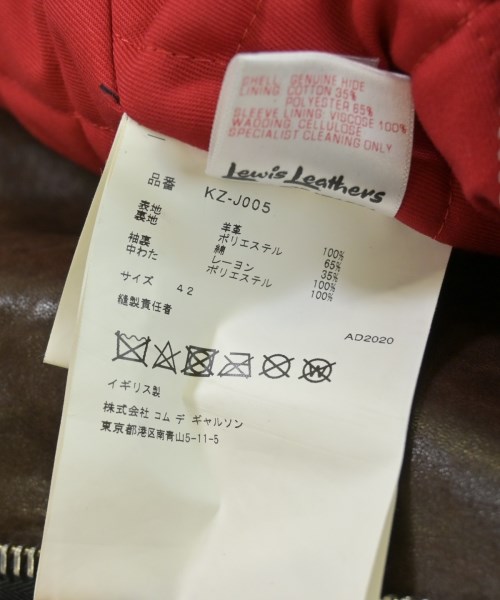 SHELL: GENUINE HIDE
LINING: COTTON 35%
POLYESTER 65%
SLEEVE LINING: VISCOSE 100%
WADDING: CELLULOSE
SPECIALIST CLEANING ONLY
Lewis Leathers
品番 KZ-J005
表地 羊革 100%
裏地 ポリエステル 65%
綿 35%
袖裏 レーヨン 100%
中わた ポリエステル 100%
サイズ 42
縫製責任者
AD2020
イギリス製
株式会社 コム デ ギャルソン
東京都港区南青山5-11-5